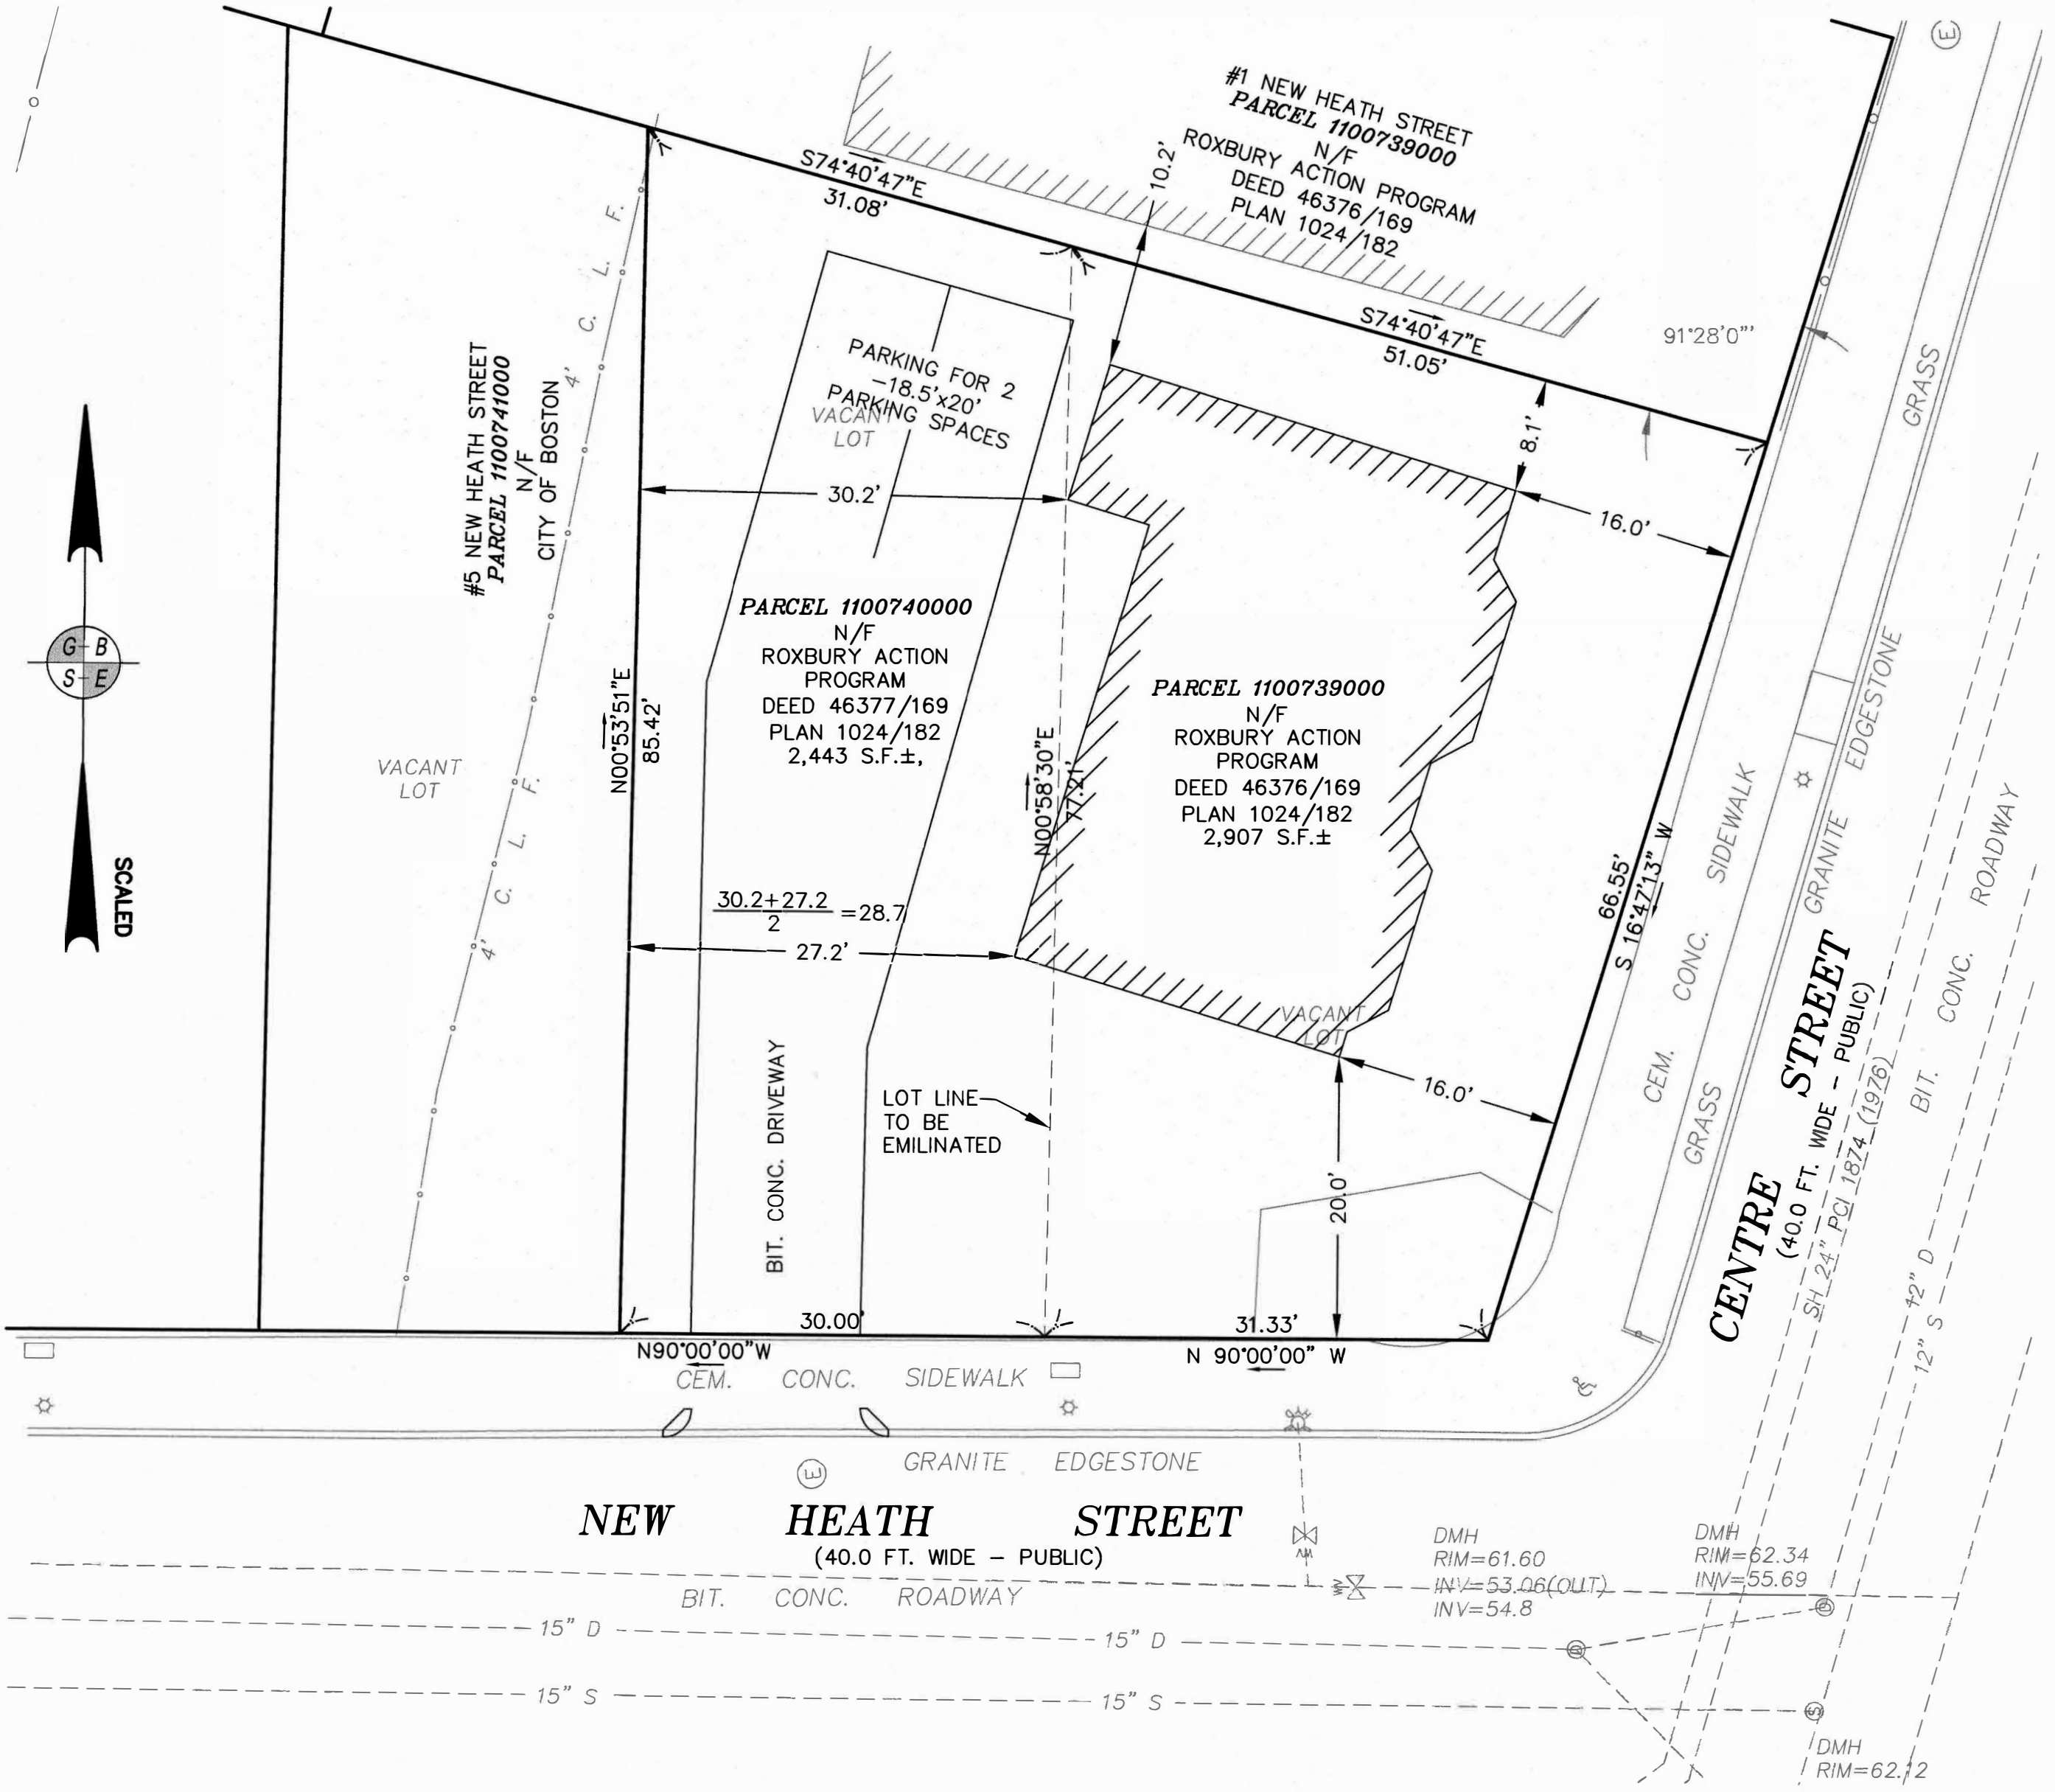 #1 NEW HEATH STREET
PARCEL 1100739000
N/F
ROXBURY ACTION PROGRAM
DEED 46376/169
PLAN 1024/182
10.2'
S74°40'47"E
31.08'
S74°40'47"E
51.05'
91°28'0"'
8.1'
16.0'
PARKING FOR 2
-18.5'x20'
PARKING SPACES
VACANT
LOT
30.2'
#5 NEW HEATH STREET
PARCEL 1100741000
N/F
CITY OF BOSTON
4' C. L. F.
4' C. L. F.
VACANT
LOT
G B
S E
SCALED
N00°53'51"E
85.42'
PARCEL 1100740000
N/F
ROXBURY ACTION
PROGRAM
DEED 46377/169
PLAN 1024/182
2,443 S.F.±,
N00°58'30"E
77.21'
PARCEL 1100739000
N/F
ROXBURY ACTION
PROGRAM
DEED 46376/169
PLAN 1024/182
2,907 S.F.±
30.2+27.2
2
=28.7
27.2'
VACANT
LOT
16.0'
20.0'
LOT LINE
TO BE
EMILINATED
BIT. CONC. DRIVEWAY
66.55'
S 16°47'13" W
30.00'
N90°00'00"W
31.33'
N 90°00'00" W
CEM. CONC. SIDEWALK
GRANITE EDGESTONE
E
NEW HEATH STREET
(40.0 FT. WIDE - PUBLIC)
BIT. CONC. ROADWAY
15" D
15" D
15" S
15" S
E
GRASS
GRANITE EDGESTONE
CEM. CONC. SIDEWALK
GRASS
CENTRE STREET
(40.0 FT. WIDE - PUBLIC)
SH 24" PCI 1874 (1976)
BIT. CONC. ROADWAY
12" D
12" S
DMH
RIM=61.60
INV=53.06(OUT)
INV=54.8
DMH
RIM=62.34
INV=55.69
D
D
S
DMH
RIM=62.12